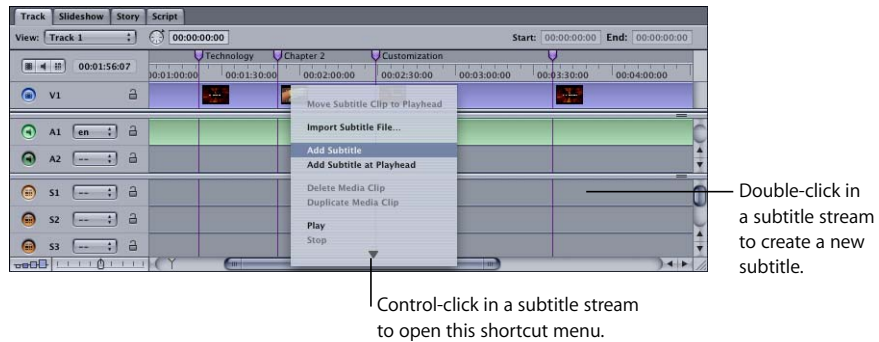 Track Slideshow Story Script
View: Track 1 00:00:00:00 Start: 00:00:00:00 End: 00:00:00:00
Technology Chapter 2 Customization
00:01:56:07
00:01:00:00 00:01:30:00 00:02:00:00 00:02:30:00 00:03:00:00 00:03:30:00 00:04:00:00
V1
Move Subtitle Clip to Playhead
Import Subtitle File...
A1 en
Add Subtitle
A2 --
Add Subtitle at Playhead
Delete Media Clip
S1 --
Duplicate Media Clip
S2 --
Play
Stop
S3 --
Double-click in
a subtitle stream
to create a new
subtitle.
Control-click in a subtitle stream
to open this shortcut menu.